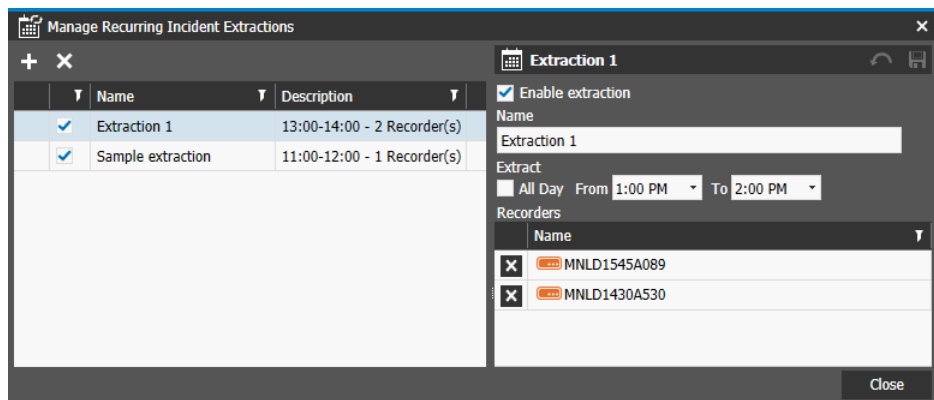 Manage Recurring Incident Extractions
Name Description
Extraction 1 13:00-14:00 - 2 Recorder(s)
Sample extraction 11:00-12:00 - 1 Recorder(s)
Extraction 1
Enable extraction
Name
Extraction 1
Extract
All Day From 1:00 PM To 2:00 PM
Recorders
Name
MNLD1545A089
MNLD1430A530
Close